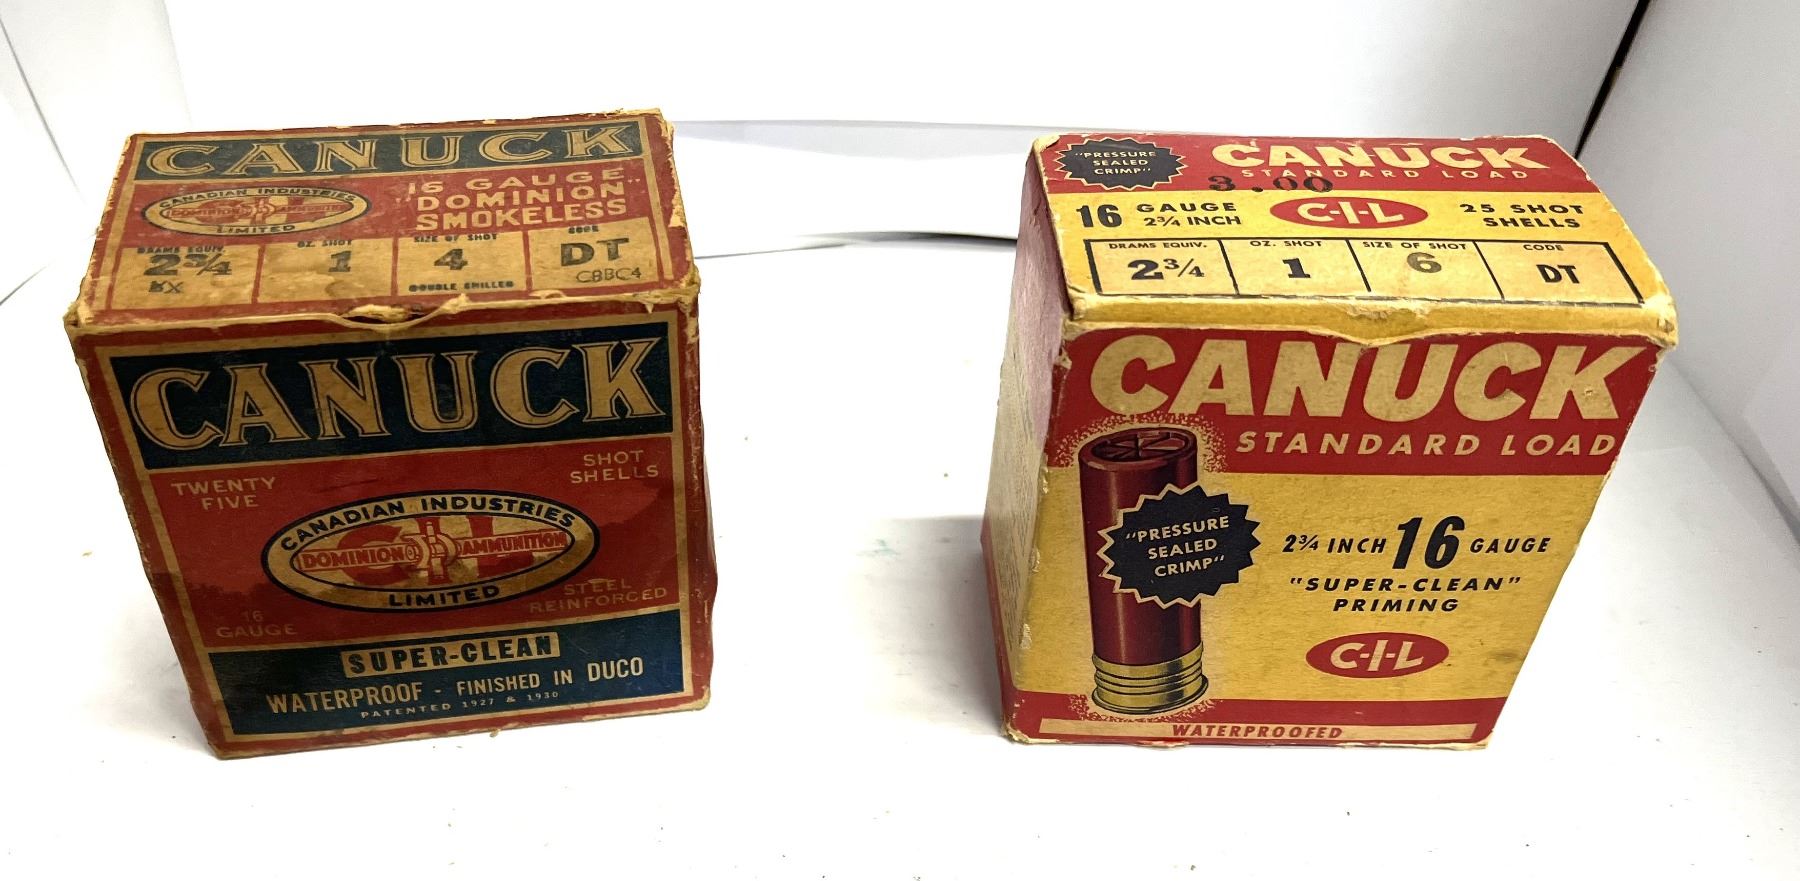 CANUCK
CANADIAN INDUSTRIES
DOMINION CIL AMMUNITION
LIMITED
16 GAUGE
"DOMINION"
SMOKELESS
DRAMS EQUIV. OZ. SHOT SIZE OF SHOT CODE
2¾ 1 4 DT
DOUBLE CHILLED C8BC4
CANUCK
TWENTY
FIVE
SHOT
SHELLS
CANADIAN INDUSTRIES
DOMINION CIL AMMUNITION
LIMITED
16
GAUGE
STEEL
REINFORCED
SUPER-CLEAN
WATERPROOF - FINISHED IN DUCO
PATENTED 1927 & 1930
"PRESSURE
SEALED
CRIMP"
CANUCK
STANDARD LOAD
3.00
16 GAUGE
2¾ INCH
C-I-L
25 SHOT
SHELLS
DRAMS EQUIV. OZ. SHOT SIZE OF SHOT CODE
2¾ 1 6 DT
CANUCK
STANDARD LOAD
"PRESSURE
SEALED
CRIMP"
2¾ INCH 16 GAUGE
"SUPER-CLEAN"
PRIMING
C-I-L
WATERPROOFED